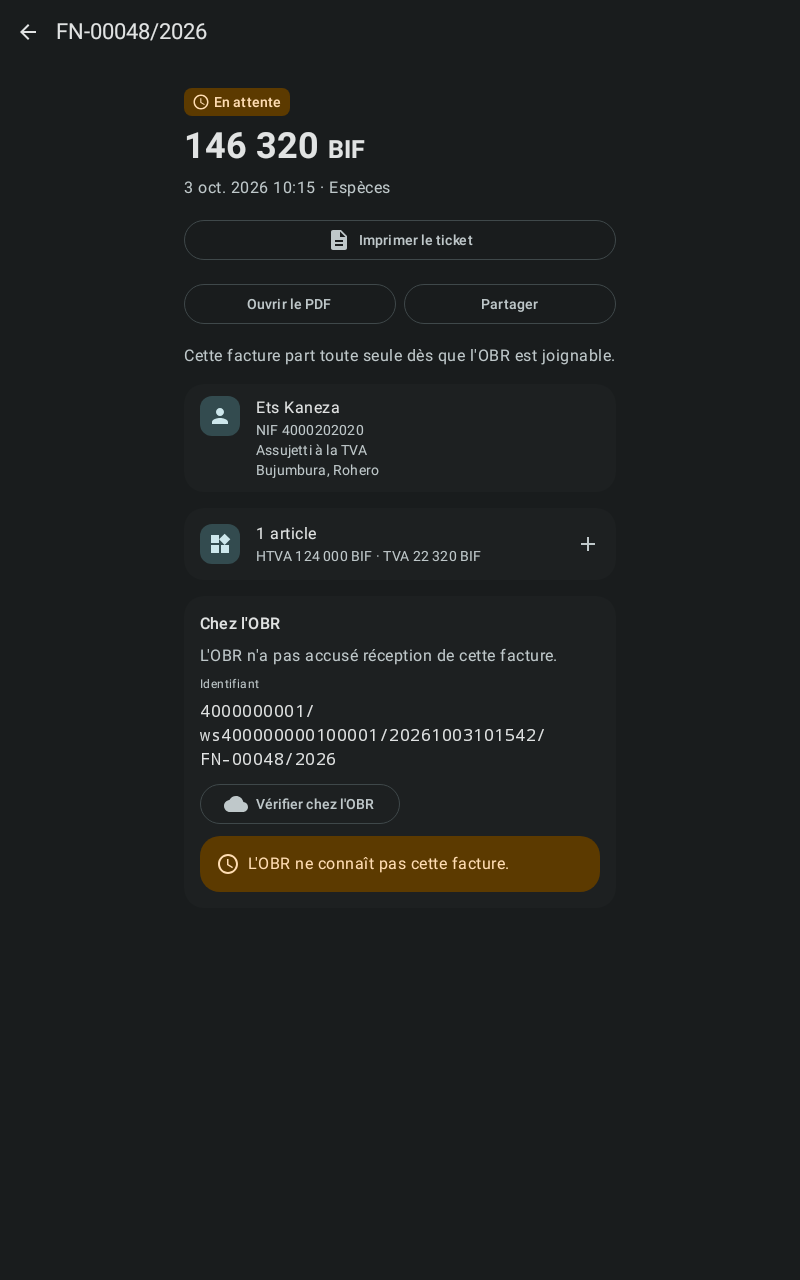 FN-00048/2026
En attente
146 320 BIF
3 oct. 2026 10:15 · Espèces
Imprimer le ticket
Ouvrir le PDF
Partager
Cette facture part toute seule dès que l'OBR est joignable.
Ets Kaneza
NIF 4000202020
Assujetti à la TVA
Bujumbura, Rohero
1 article
HTVA 124 000 BIF · TVA 22 320 BIF
Chez l'OBR
L'OBR n'a pas accusé réception de cette facture.
Identifiant
4000000001/
ws400000000100001/20261003101542/
FN-00048/2026
Vérifier chez l'OBR
L'OBR ne connaît pas cette facture.